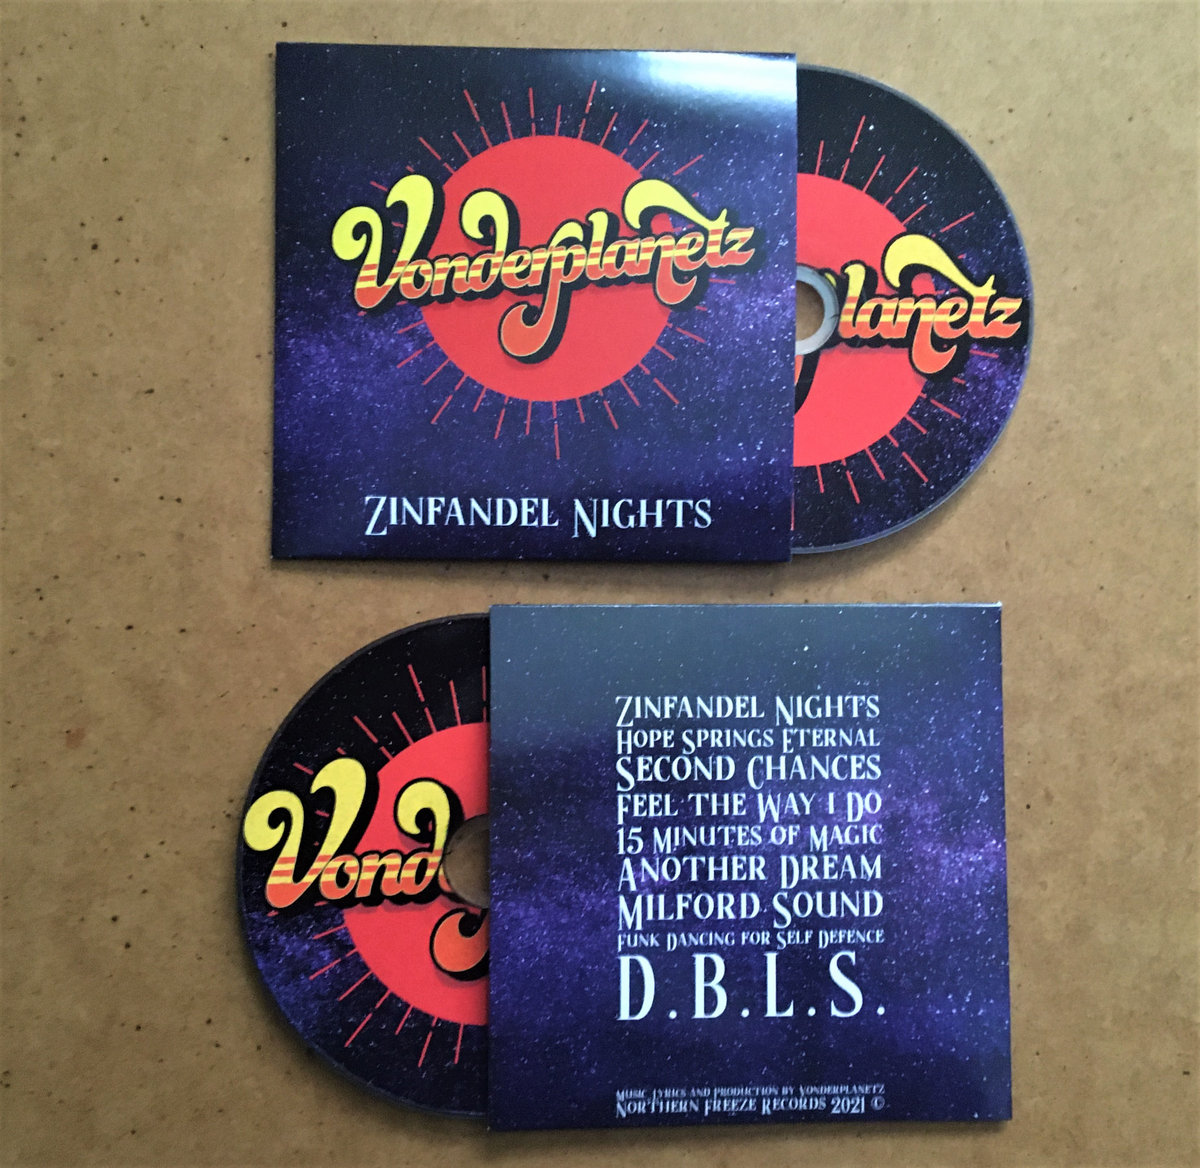 Vonderplanetz
lanetz
Zinfandel Nights
Vond
Zinfandel Nights
Hope Springs Eternal
Second Chances
Feel the Way I Do
15 Minutes of Magic
Another Dream
Milford Sound
Funk Dancing for Self Defence
D.B.L.S.
Music, Lyrics and Production by Vonderplanetz
Northern Freeze Records 2021 ©